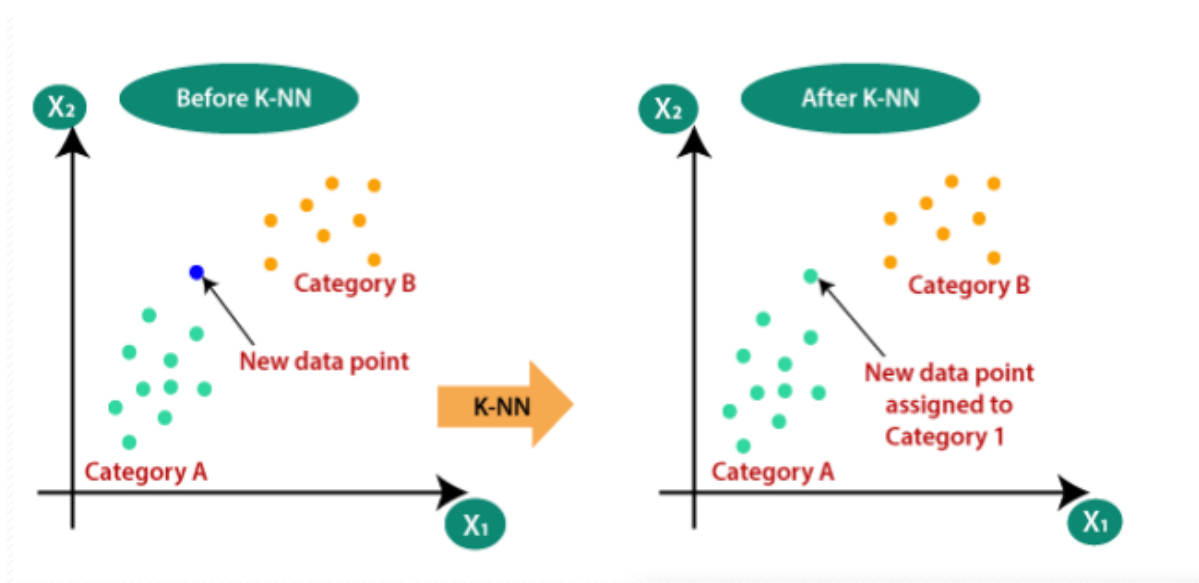 X₂
Before K-NN
Category B
New data point
Category A
X₁
K-NN
X₂
After K-NN
Category B
New data point
assigned to
Category 1
Category A
X₁